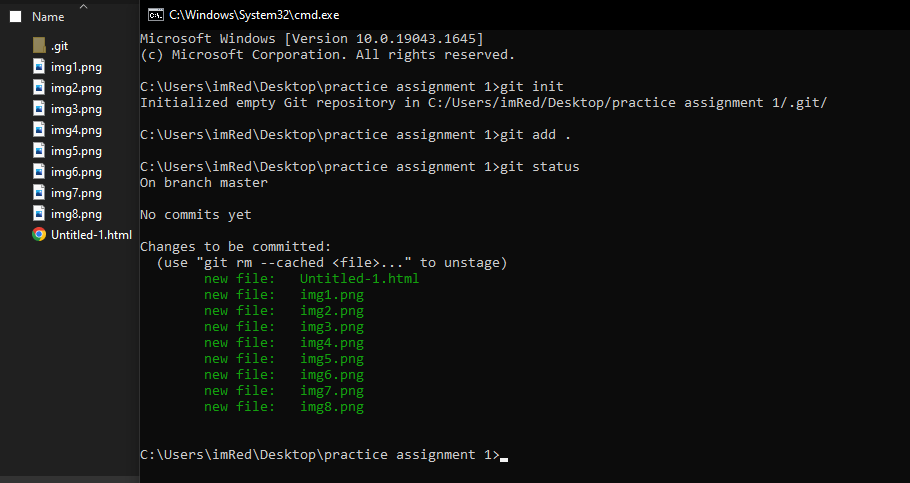 Name
.git
img1.png
img2.png
img3.png
img4.png
img5.png
img6.png
img7.png
img8.png
Untitled-1.html
C:\Windows\System32\cmd.exe
Microsoft Windows [Version 10.0.19043.1645]
(c) Microsoft Corporation. All rights reserved.
C:\Users\imRed\Desktop\practice assignment 1>git init
Initialized empty Git repository in C:/Users/imRed/Desktop/practice assignment 1/.git/
C:\Users\imRed\Desktop\practice assignment 1>git add .
C:\Users\imRed\Desktop\practice assignment 1>git status
On branch master
No commits yet
Changes to be committed:
  (use "git rm --cached <file>..." to unstage)
        new file:   Untitled-1.html
        new file:   img1.png
        new file:   img2.png
        new file:   img3.png
        new file:   img4.png
        new file:   img5.png
        new file:   img6.png
        new file:   img7.png
        new file:   img8.png
C:\Users\imRed\Desktop\practice assignment 1>